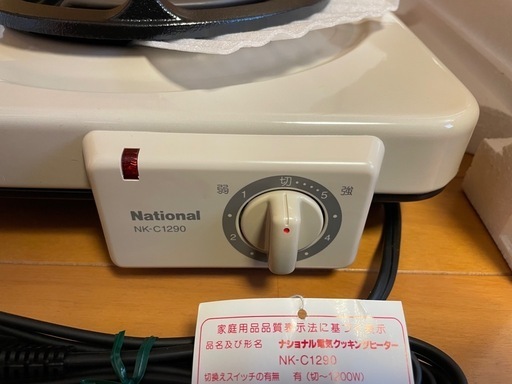 弱 1 切 5 強
2 4
National
NK-C1290
家庭用品品質表示法に基づく表示
品名及び形名 ナショナル電気クッキングヒーター
NK-C1290
切換えスイッチの有無 有(切〜1200W)